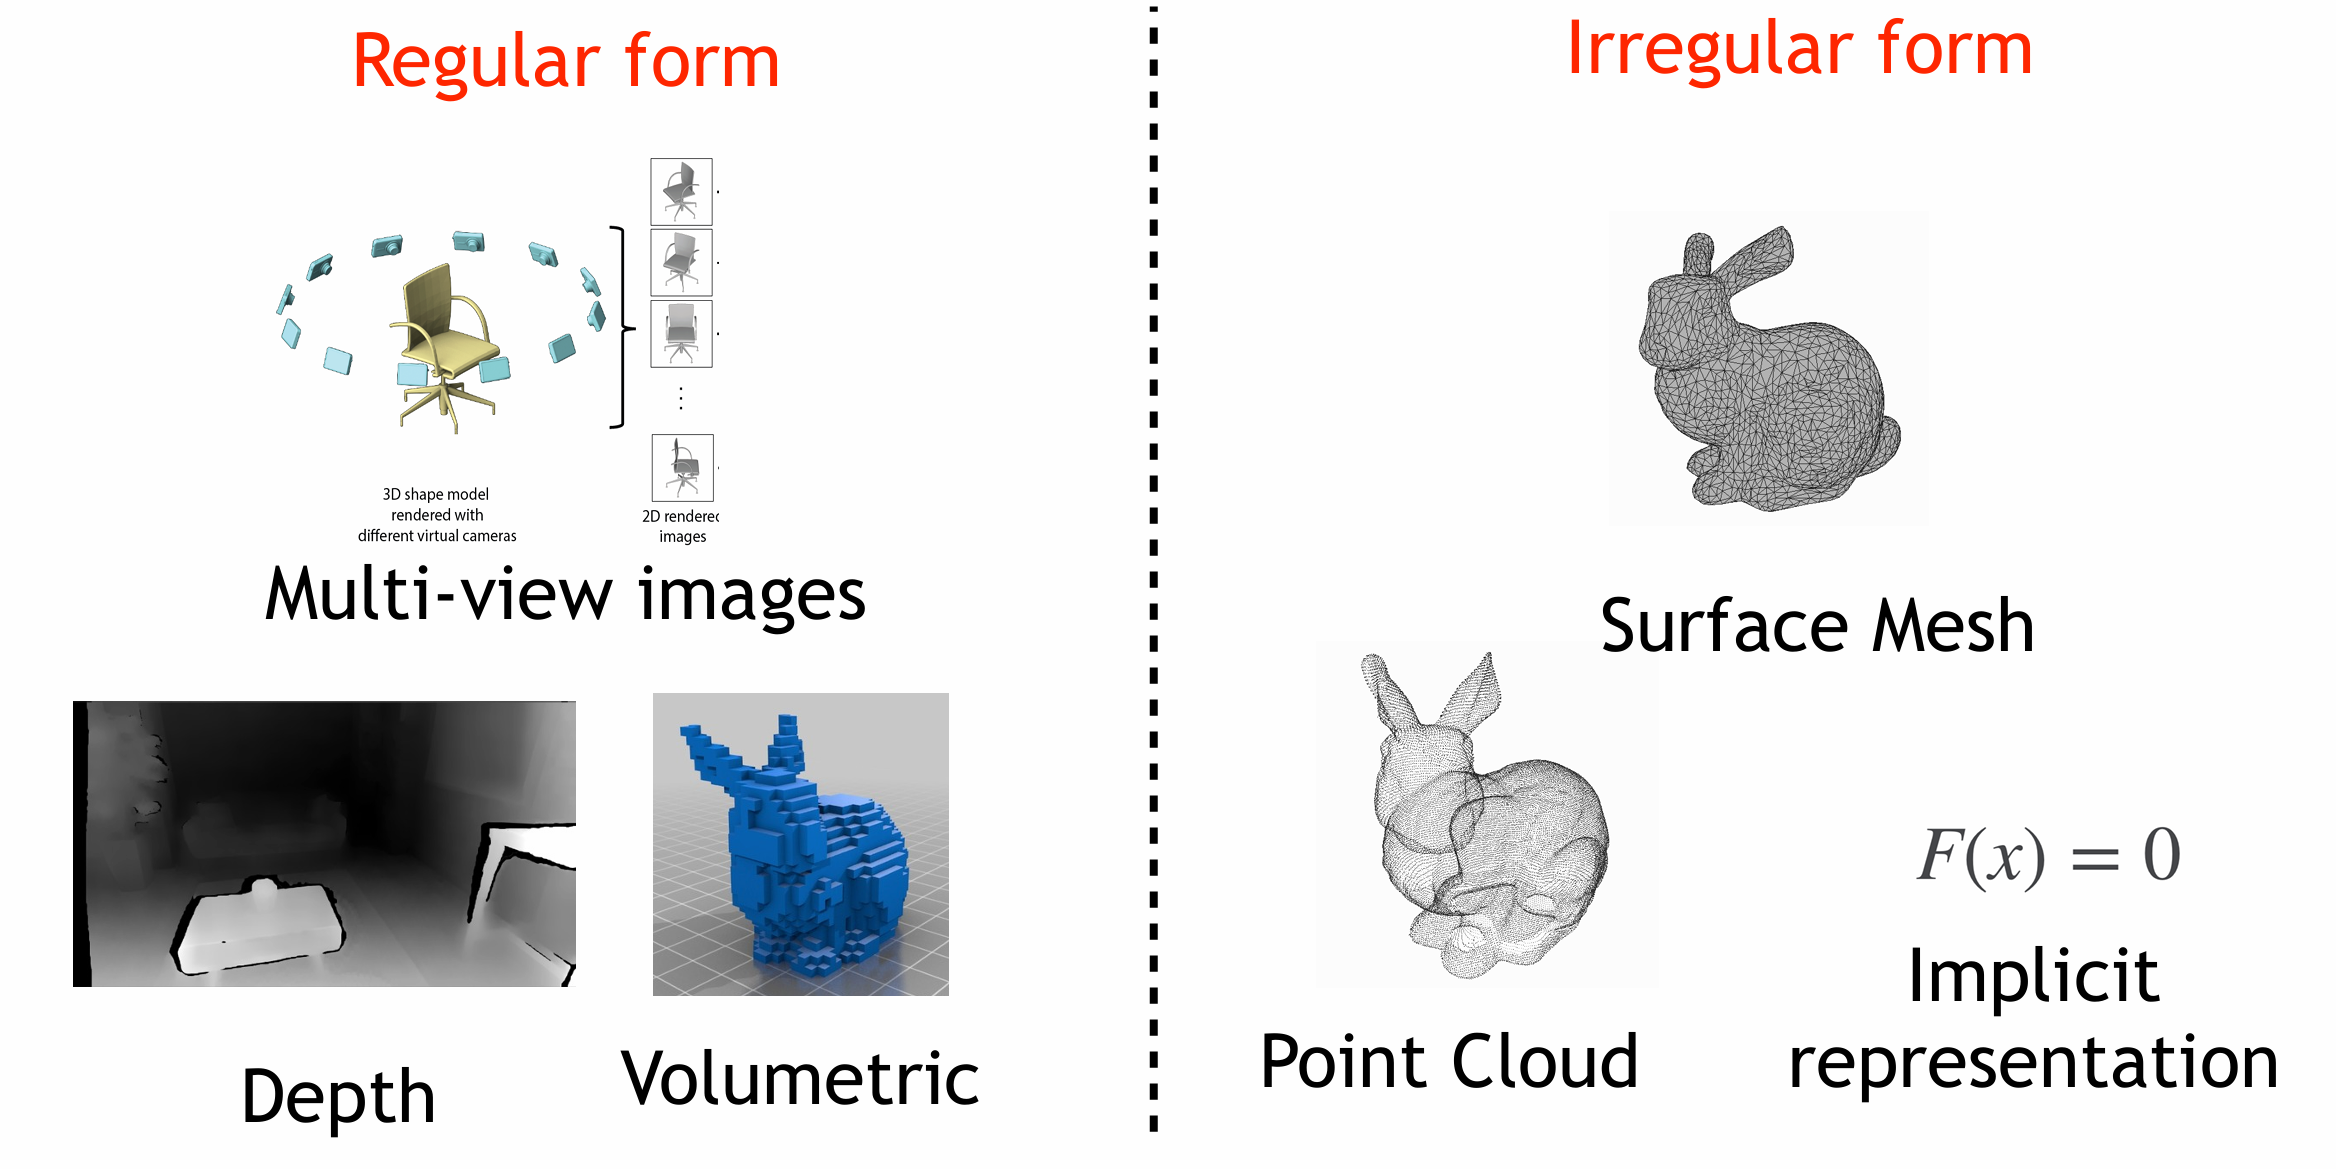 Regular form
3D shape model
rendered with
different virtual cameras
2D rendered
images
Multi-view images
Depth
Volumetric
Irregular form
Surface Mesh
Point Cloud
F(x) = 0
Implicit
representation